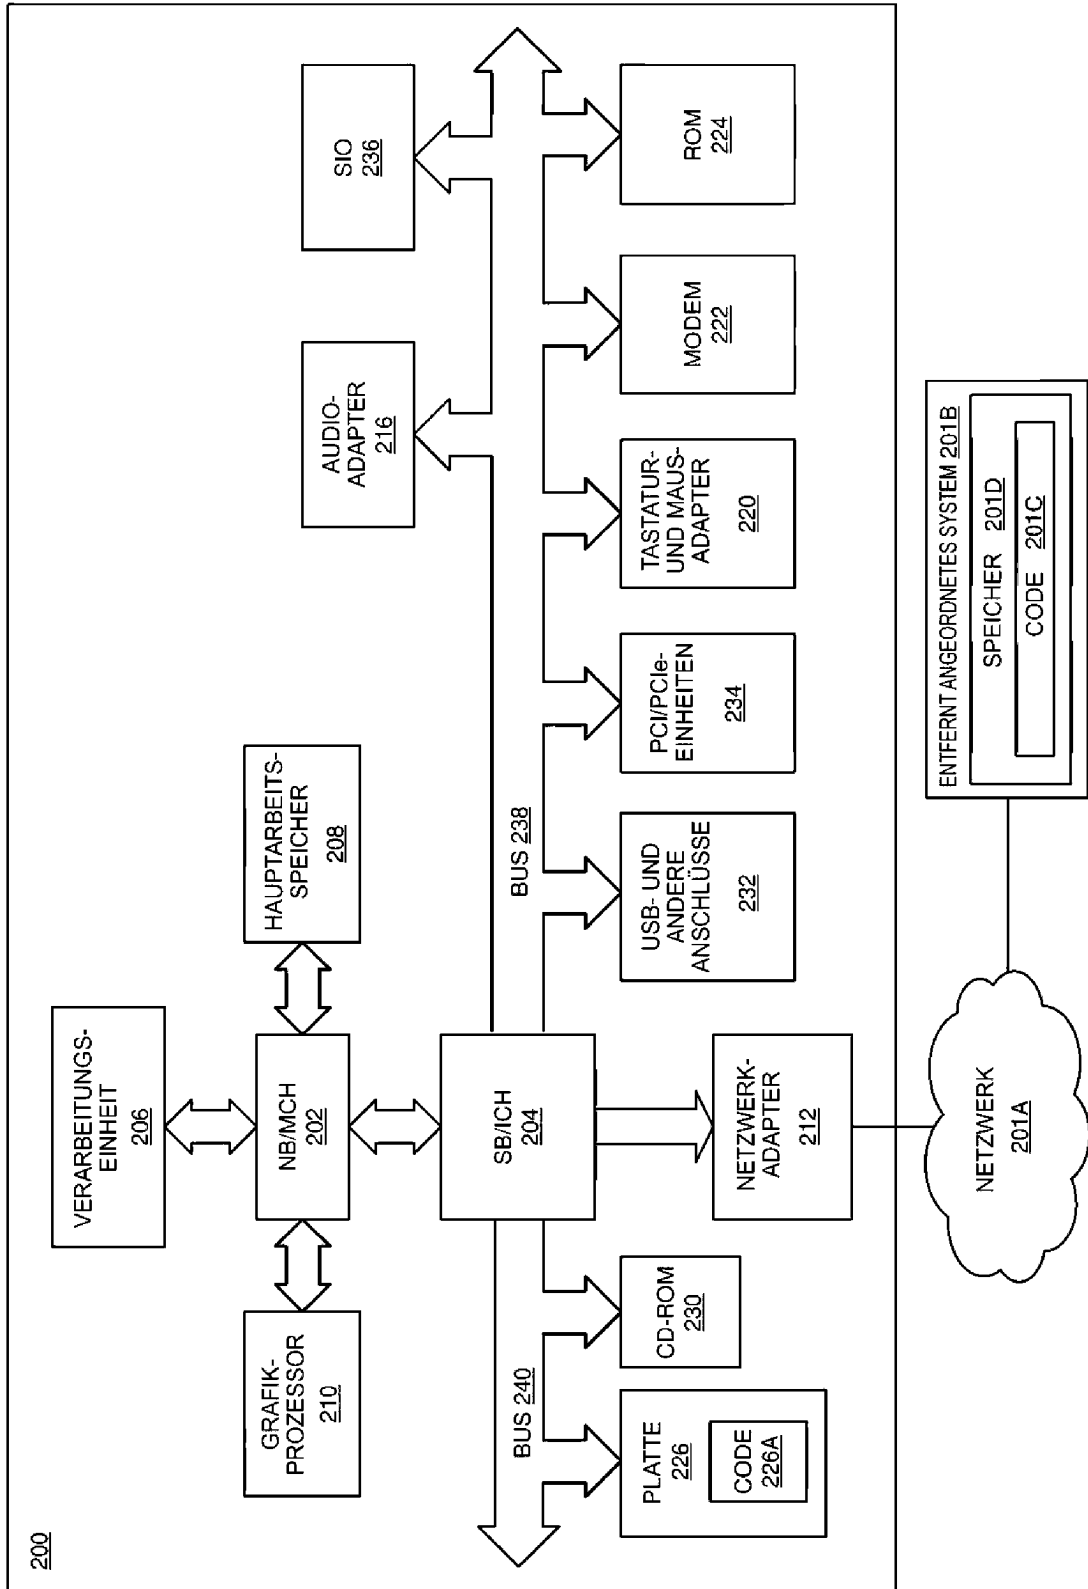 200
VERARBEITUNGS-
EINHEIT
206
GRAFIK-
PROZESSOR
210
NB/MCH
202
HAUPTARBEITS-
SPEICHER
208
AUDIO-
ADAPTER
216
SIO
236
SB/ICH
204
BUS 240
BUS 238
PLATTE
226
CODE
226A
CD-ROM
230
NETZWERK-
ADAPTER
212
USB- UND
ANDERE
ANSCHLÜSSE
232
PCI/PCIe-
EINHEITEN
234
TASTATUR-
UND MAUS-
ADAPTER
220
MODEM
222
ROM
224
NETZWERK
201A
ENTFERNT ANGEORDNETES SYSTEM 201B
SPEICHER 201D
CODE 201C